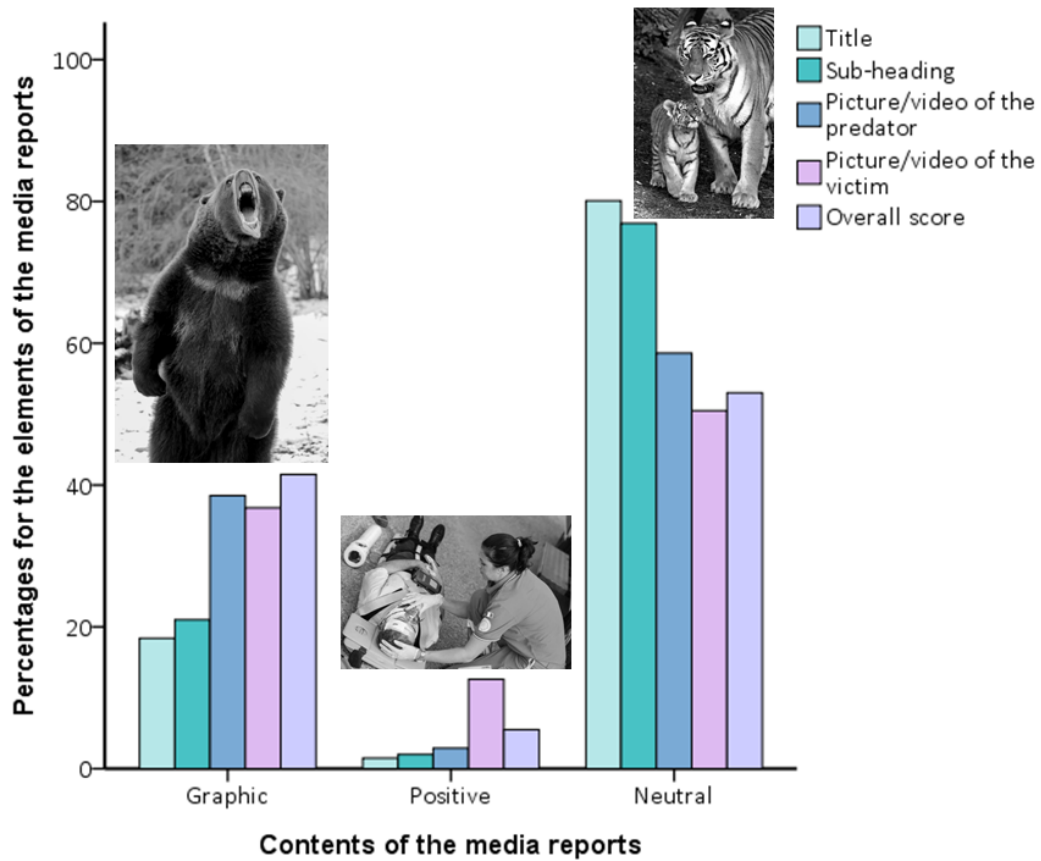 Percentages for the elements of the media reports
100
80
60
40
20
0
Graphic
Positive
Neutral
Contents of the media reports
Title
Sub-heading
Picture/video of the
predator
Picture/video of the
victim
Overall score